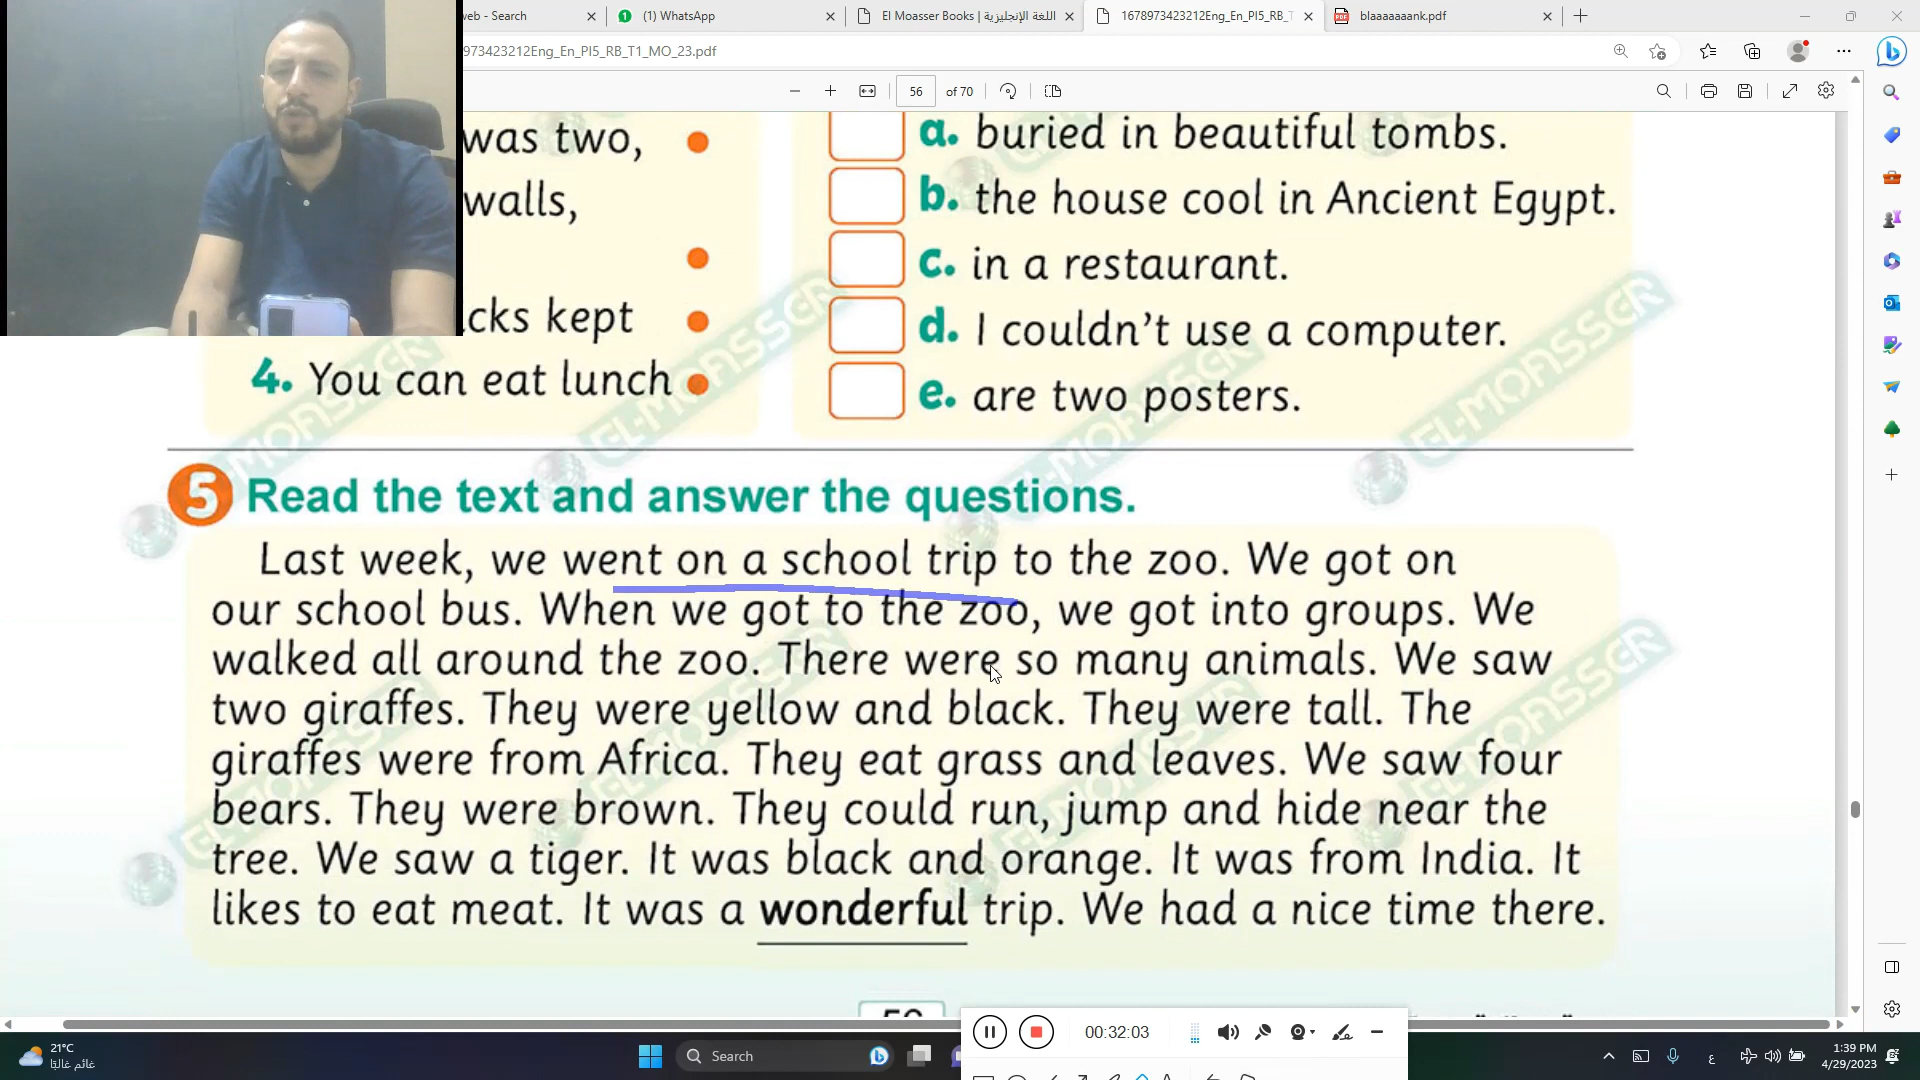 web - Search
(1) WhatsApp
El Moasser Books | اللغة الإنجليزية
1678973423212Eng_En_PI5_RB_T
blaaaaaank.pdf
973423212Eng_En_PI5_RB_T1_MO_23.pdf
56 of 70
was two,
a. buried in beautiful tombs.
walls,
b. the house cool in Ancient Egypt.
c. in a restaurant.
cks kept
d. I couldn't use a computer.
4. You can eat lunch
e. are two posters.
5 Read the text and answer the questions.
Last week, we went on a school trip to the zoo. We got on
our school bus. When we got to the zoo, we got into groups. We
walked all around the zoo. There were so many animals. We saw
two giraffes. They were yellow and black. They were tall. The
giraffes were from Africa. They eat grass and leaves. We saw four
bears. They were brown. They could run, jump and hide near the
tree. We saw a tiger. It was black and orange. It was from India. It
likes to eat meat. It was a wonderful trip. We had a nice time there.
00:32:03
21°C
غائم غالبًا
Search
ع
1:39 PM
4/29/2023
EL-MOASSER